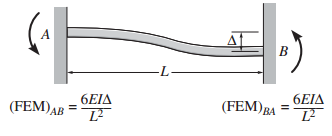 A
Δ
B
L
(FEM)AB = 6EIΔ/L²
(FEM)BA = 6EIΔ/L²